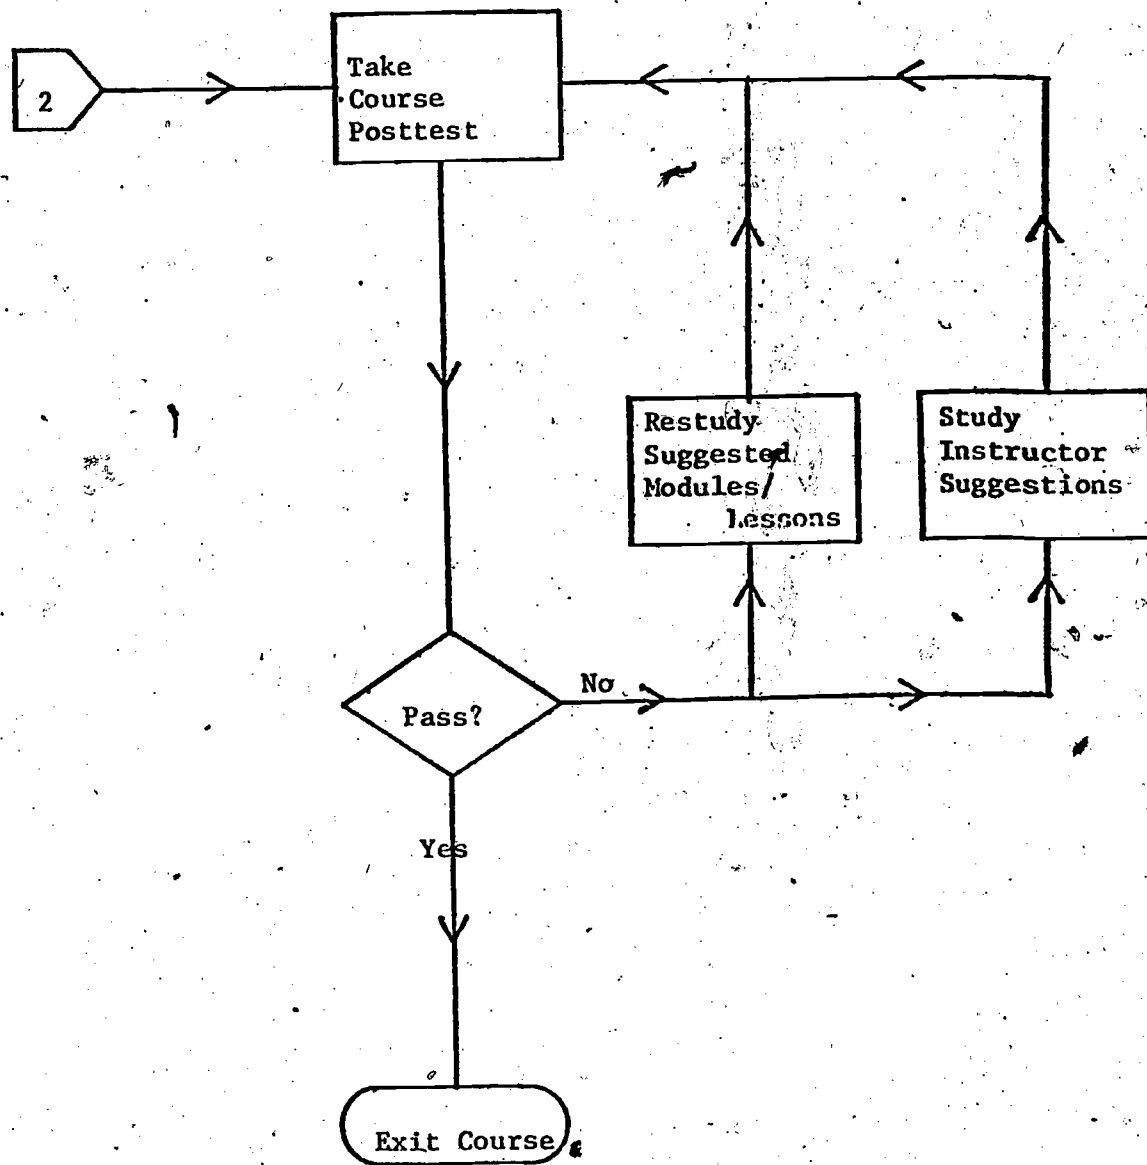 2
Take
Course
Posttest
Restudy
Suggested
Modules/
Lessons
Study
Instructor
Suggestions
No
Pass?
Yes
Exit Course